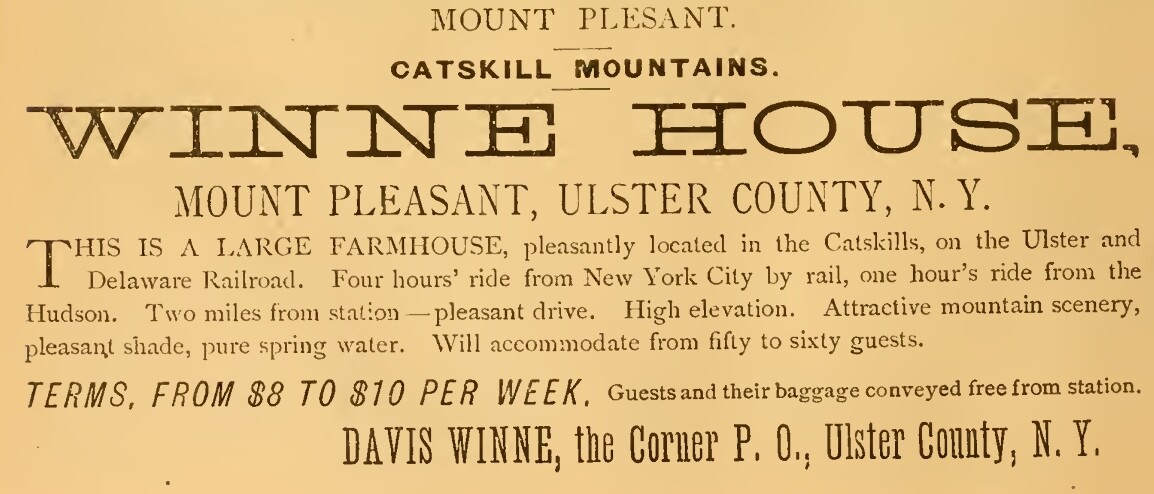 MOUNT PLESANT.
CATSKILL MOUNTAINS.
WINNE HOUSE,
MOUNT PLEASANT, ULSTER COUNTY, N. Y.
THIS IS A LARGE FARMHOUSE, pleasantly located in the Catskills, on the Ulster and
Delaware Railroad. Four hours' ride from New York City by rail, one hour's ride from the
Hudson. Two miles from station—pleasant drive. High elevation. Attractive mountain scenery,
pleasant shade, pure spring water. Will accommodate from fifty to sixty guests.
TERMS, FROM $8 TO $10 PER WEEK. Guests and their baggage conveyed free from station.
DAVIS WINNE, the Corner P. O., Ulster County, N. Y.